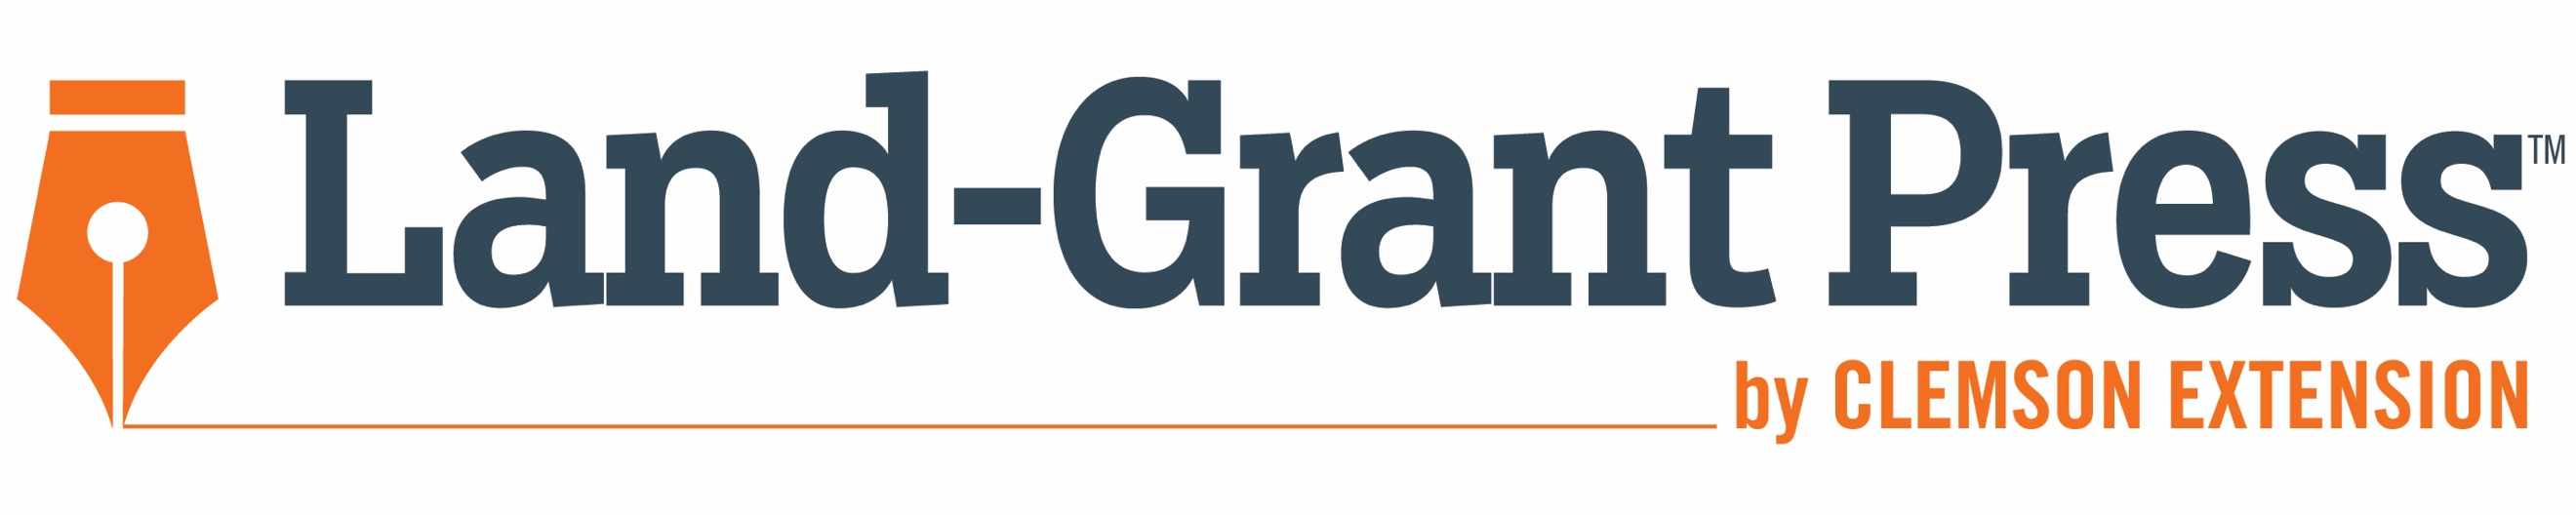 Land-Grant Press™
by CLEMSON EXTENSION